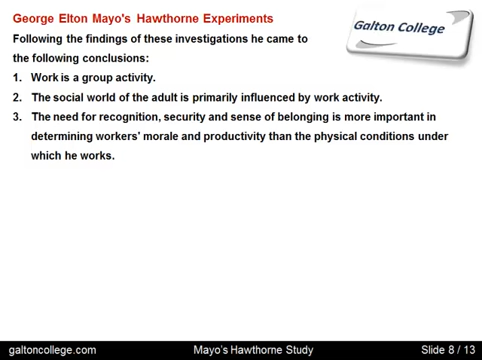 George Elton Mayo's Hawthorne Experiments
Galton College
Following the findings of these investigations he came to
the following conclusions:
1. Work is a group activity.
2. The social world of the adult is primarily influenced by work activity.
3. The need for recognition, security and sense of belonging is more important in
determining workers' morale and productivity than the physical conditions under
which he works.
galtoncollege.com
Mayo's Hawthorne Study
Slide 8 / 13